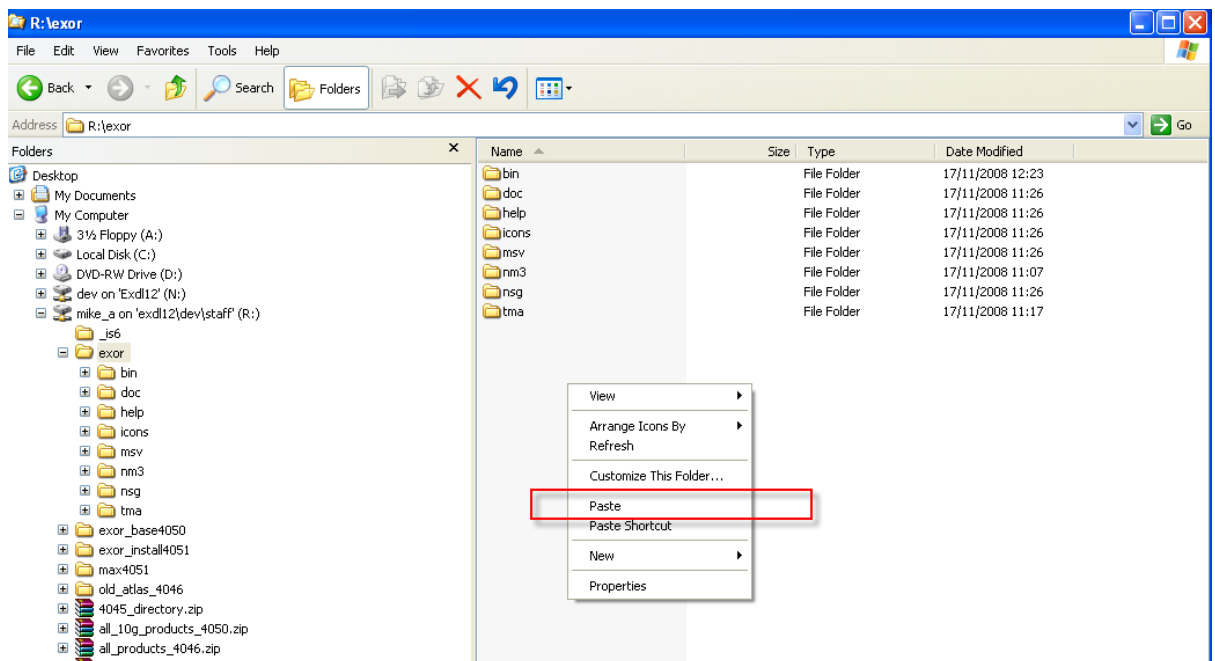 R:\exor
File Edit View Favorites Tools Help
Back Search Folders
Address R:\exor Go
Folders
Desktop
My Documents
My Computer
3½ Floppy (A:)
Local Disk (C:)
DVD-RW Drive (D:)
dev on 'Exdl12' (N:)
mike_a on 'exdl12\dev\staff' (R:)
_is6
exor
bin
doc
help
icons
msv
nm3
nsg
tma
exor_base4050
exor_install4051
max4051
old_atlas_4046
4045_directory.zip
all_10g_products_4050.zip
all_products_4046.zip
Name Size Type Date Modified
bin File Folder 17/11/2008 12:23
doc File Folder 17/11/2008 11:26
help File Folder 17/11/2008 11:26
icons File Folder 17/11/2008 11:26
msv File Folder 17/11/2008 11:26
nm3 File Folder 17/11/2008 11:07
nsg File Folder 17/11/2008 11:26
tma File Folder 17/11/2008 11:17
View
Arrange Icons By
Refresh
Customize This Folder...
Paste
Paste Shortcut
New
Properties